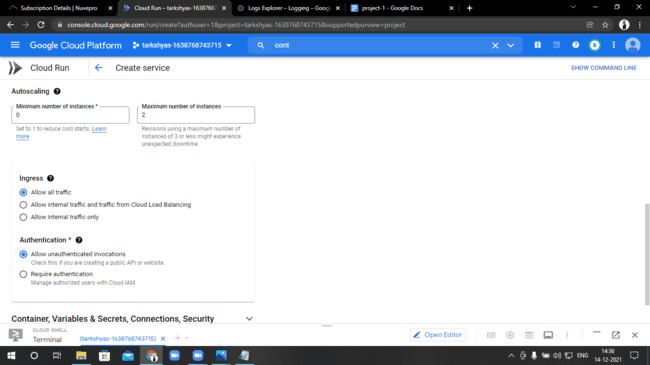 Subscription Details | Nuvepro
Cloud Run – tarkshyas-16387687
Logs Explorer – Logging – Goog
project-1 - Google Docs
console.cloud.google.com/run/create?authuser=1&project=tarkshyas-1638768743715&supportedpurview=project
Google Cloud Platform
tarkshyas-1638768743715
cont
6
Cloud Run
Create service
SHOW COMMAND LINE
Autoscaling
Minimum number of instances *
Maximum number of instances
0
2
Set to 1 to reduce cold starts. Learn
more
Revisions using a maximum number of
instances of 3 or less might experience
unexpected downtime.
Ingress
Allow all traffic
Allow internal traffic and traffic from Cloud Load Balancing
Allow internal traffic only
Authentication *
Allow unauthenticated invocations
Check this if you are creating a public API or website.
Require authentication
Manage authorized users with Cloud IAM.
Container, Variables & Secrets, Connections, Security
CLOUD SHELL
Terminal
(tarkshyas-1638768743715)
Open Editor
ENG
14:36
14-12-2021